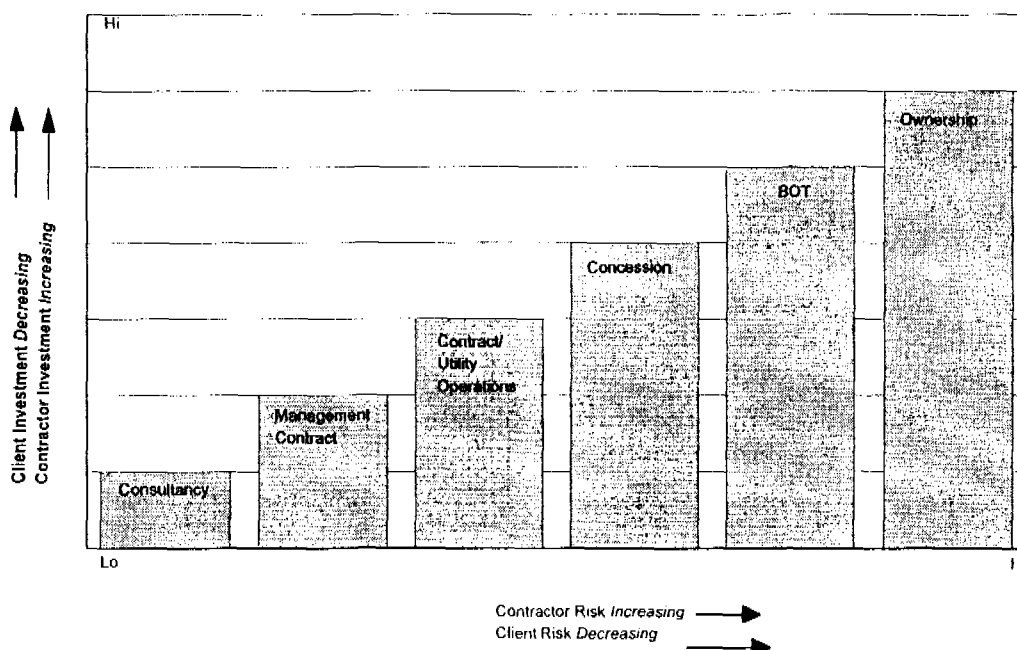 Hi
Ownership
BOT
Concession
Contract/
Utility
Operations
Management
Contract
Consultancy
Client Investment Decreasing
Contractor Investment Increasing
Lo
Contractor Risk Increasing
Client Risk Decreasing